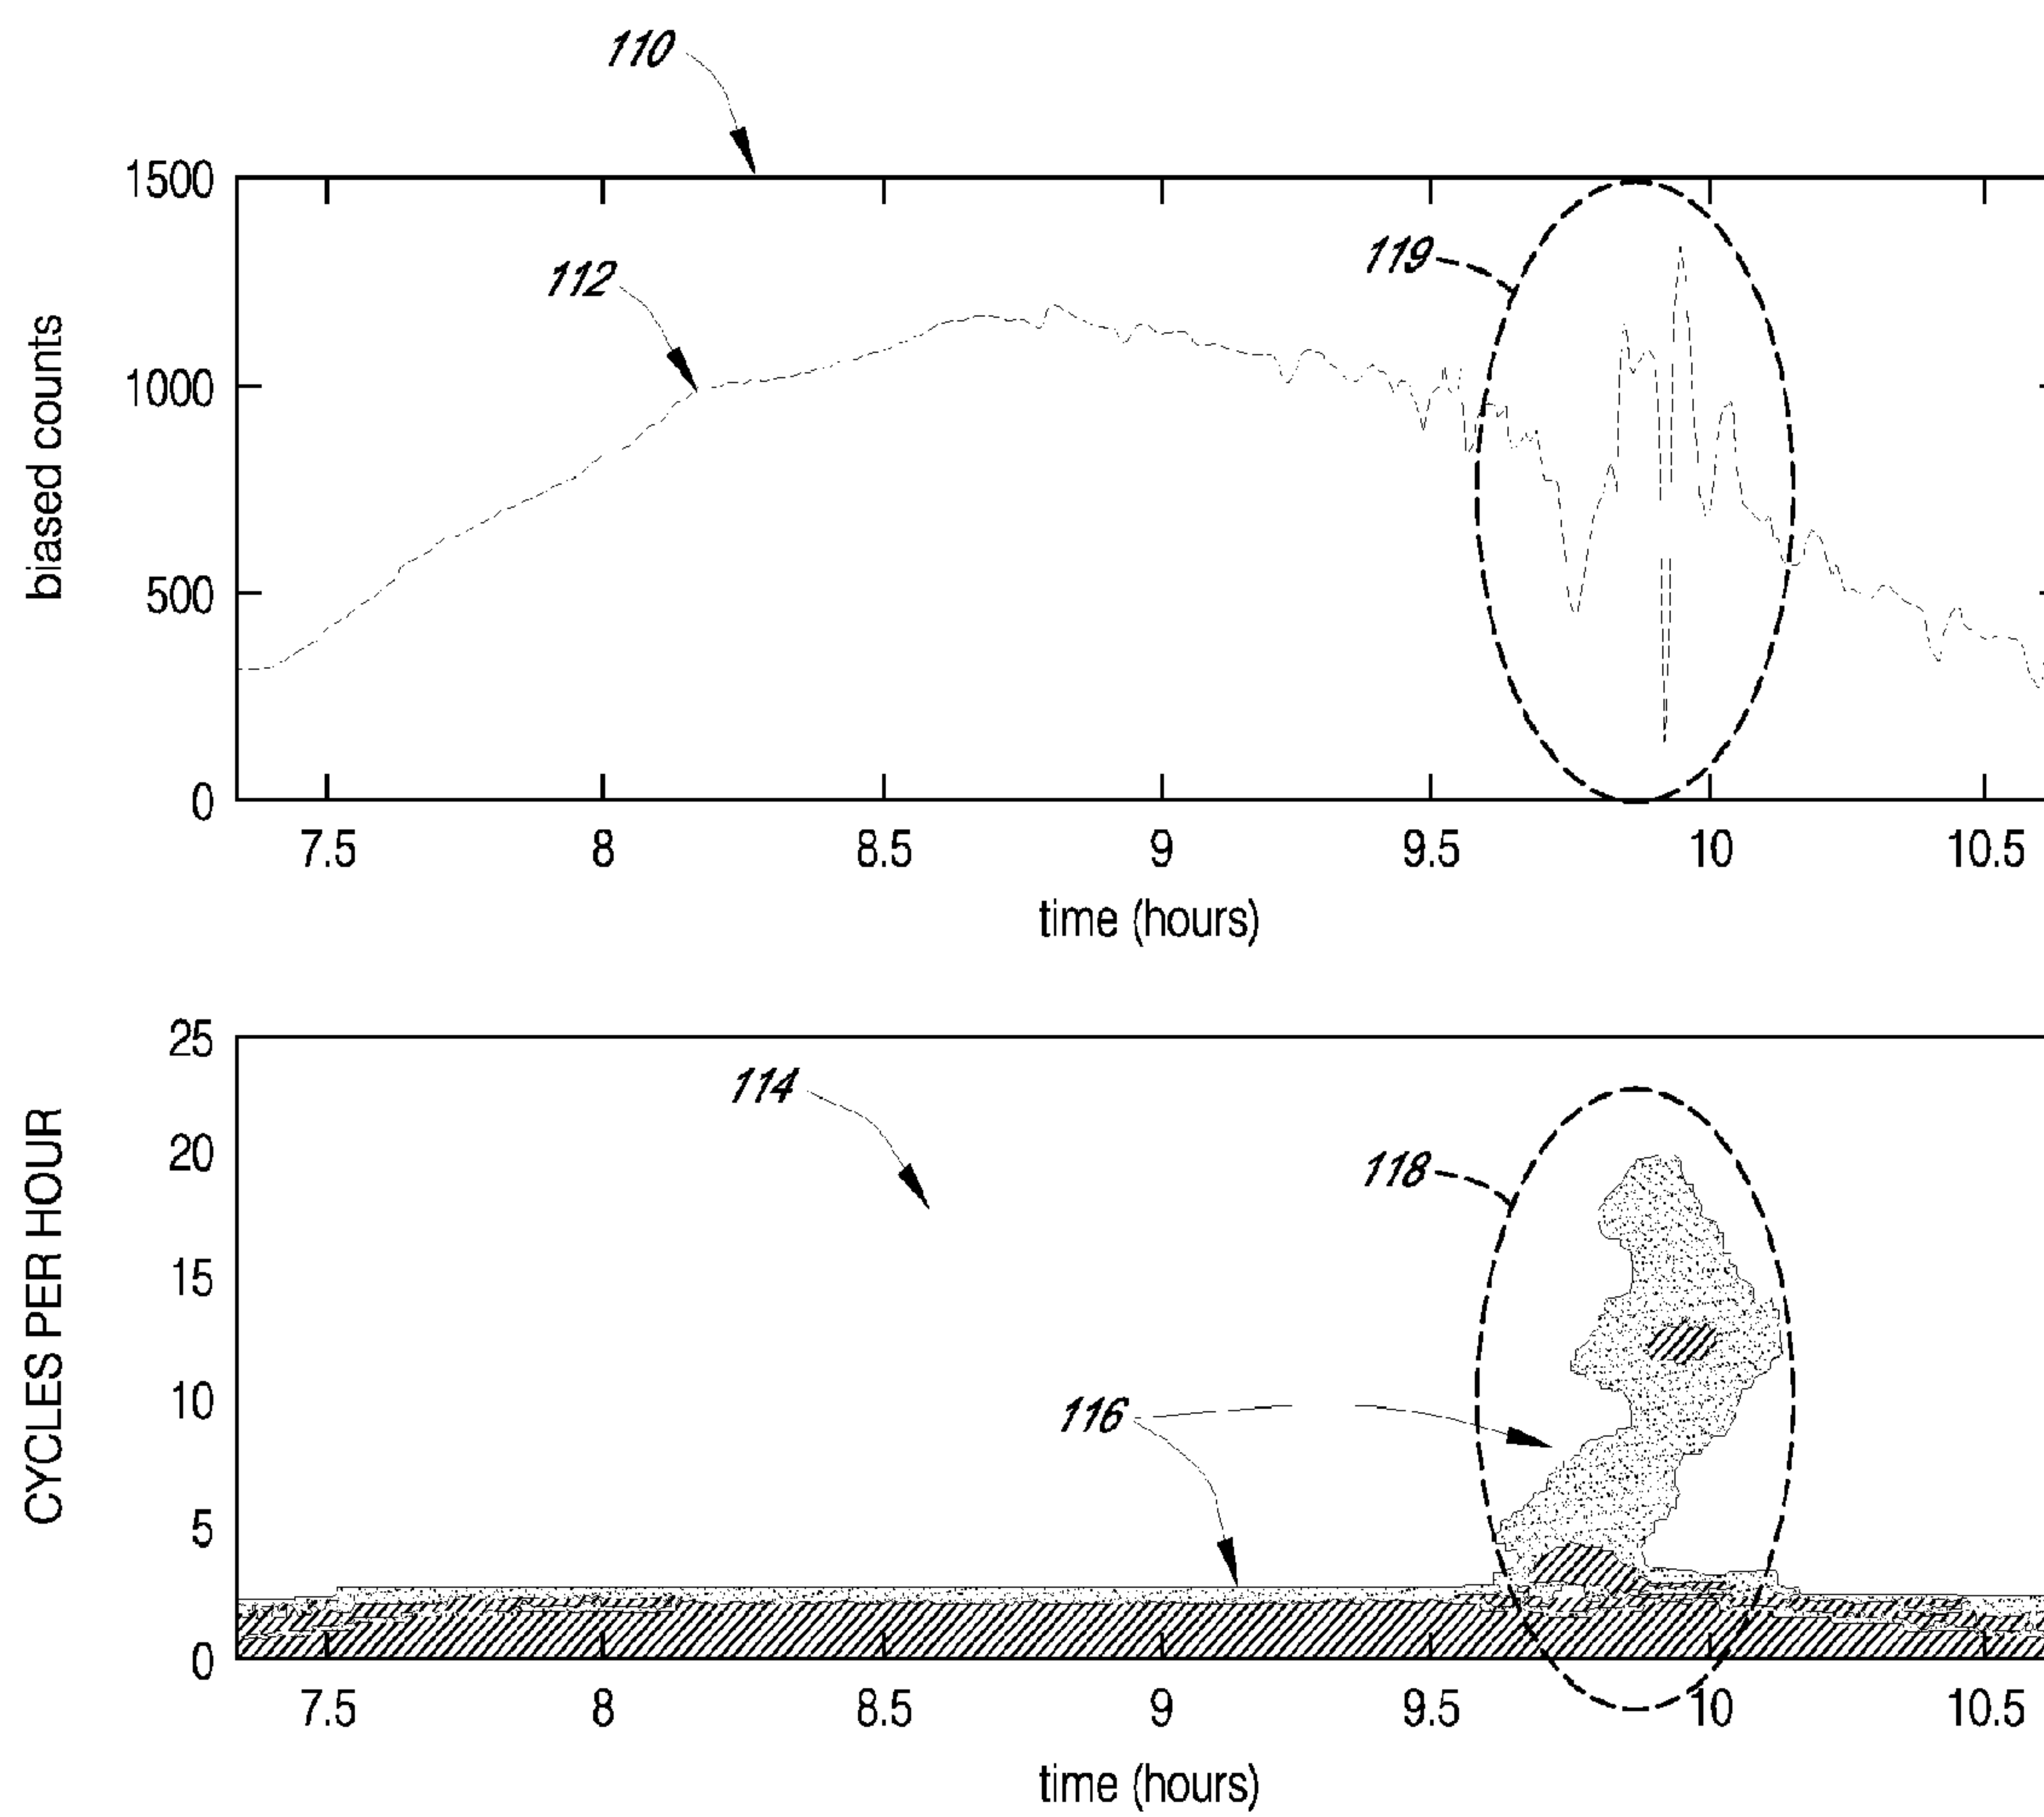 110
1500
112
119
1000
biased counts
500
0
7.5 8 8.5 9 9.5 10 10.5
time (hours)
25
114
20
118
15
CYCLES PER HOUR
10
116
5
0
7.5 8 8.5 9 9.5 10 10.5
time (hours)